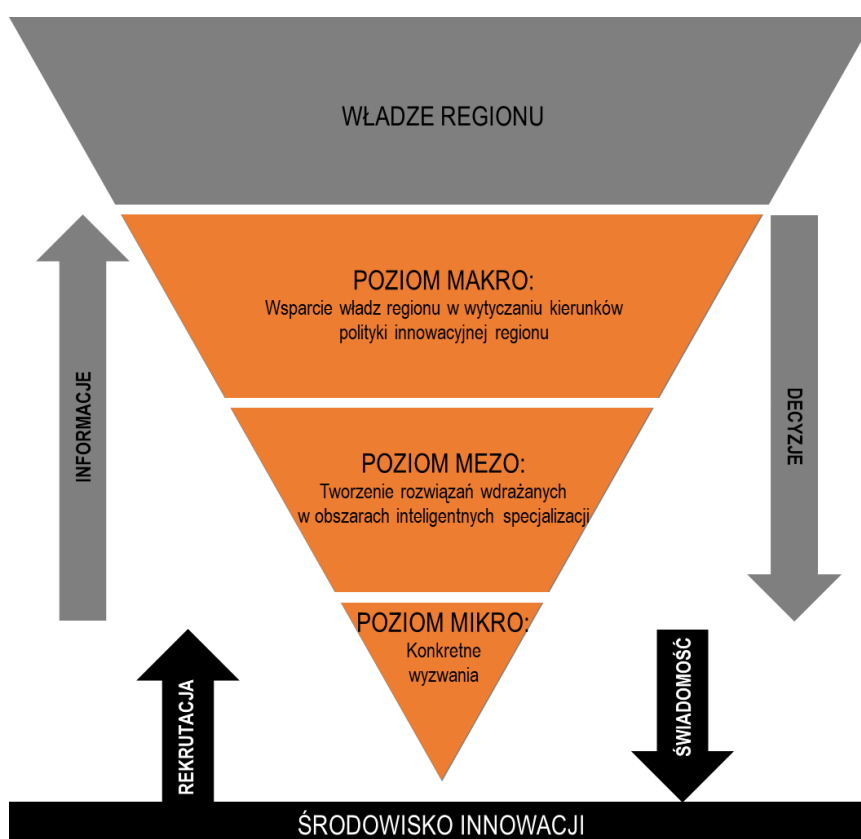 WŁADZE REGIONU
POZIOM MAKRO:
Wsparcie władz regionu w wytyczaniu kierunków
polityki innowacyjnej regionu
INFORMACJE
DECYZJE
POZIOM MEZO:
Tworzenie rozwiązań wdrażanych
w obszarach inteligentnych specjalizacji
POZIOM MIKRO:
Konkretne
wyzwania
REKRUTACJA
ŚWIADOMOŚĆ
ŚRODOWISKO INNOWACJI